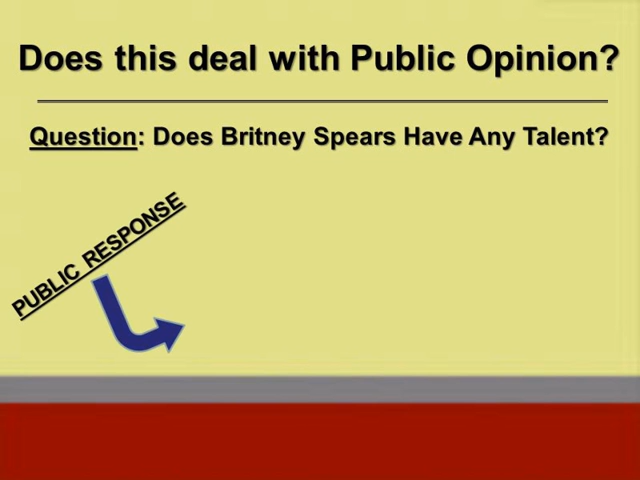 Does this deal with Public Opinion?
Question: Does Britney Spears Have Any Talent?
PUBLIC RESPONSE